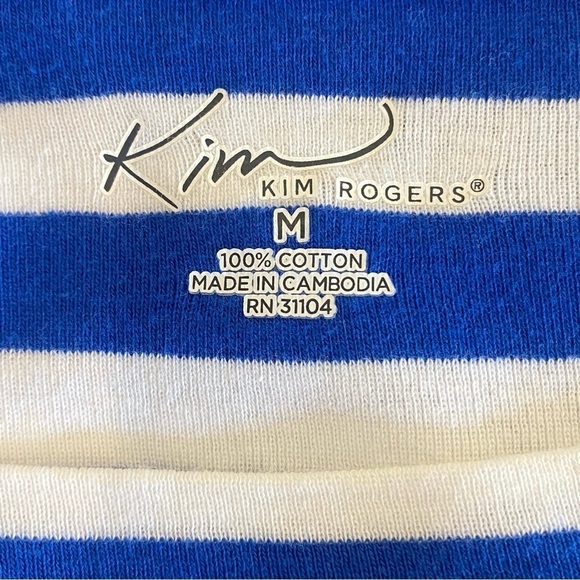 Kim
KIM ROGERS®
M
100% COTTON
MADE IN CAMBODIA
RN 31104